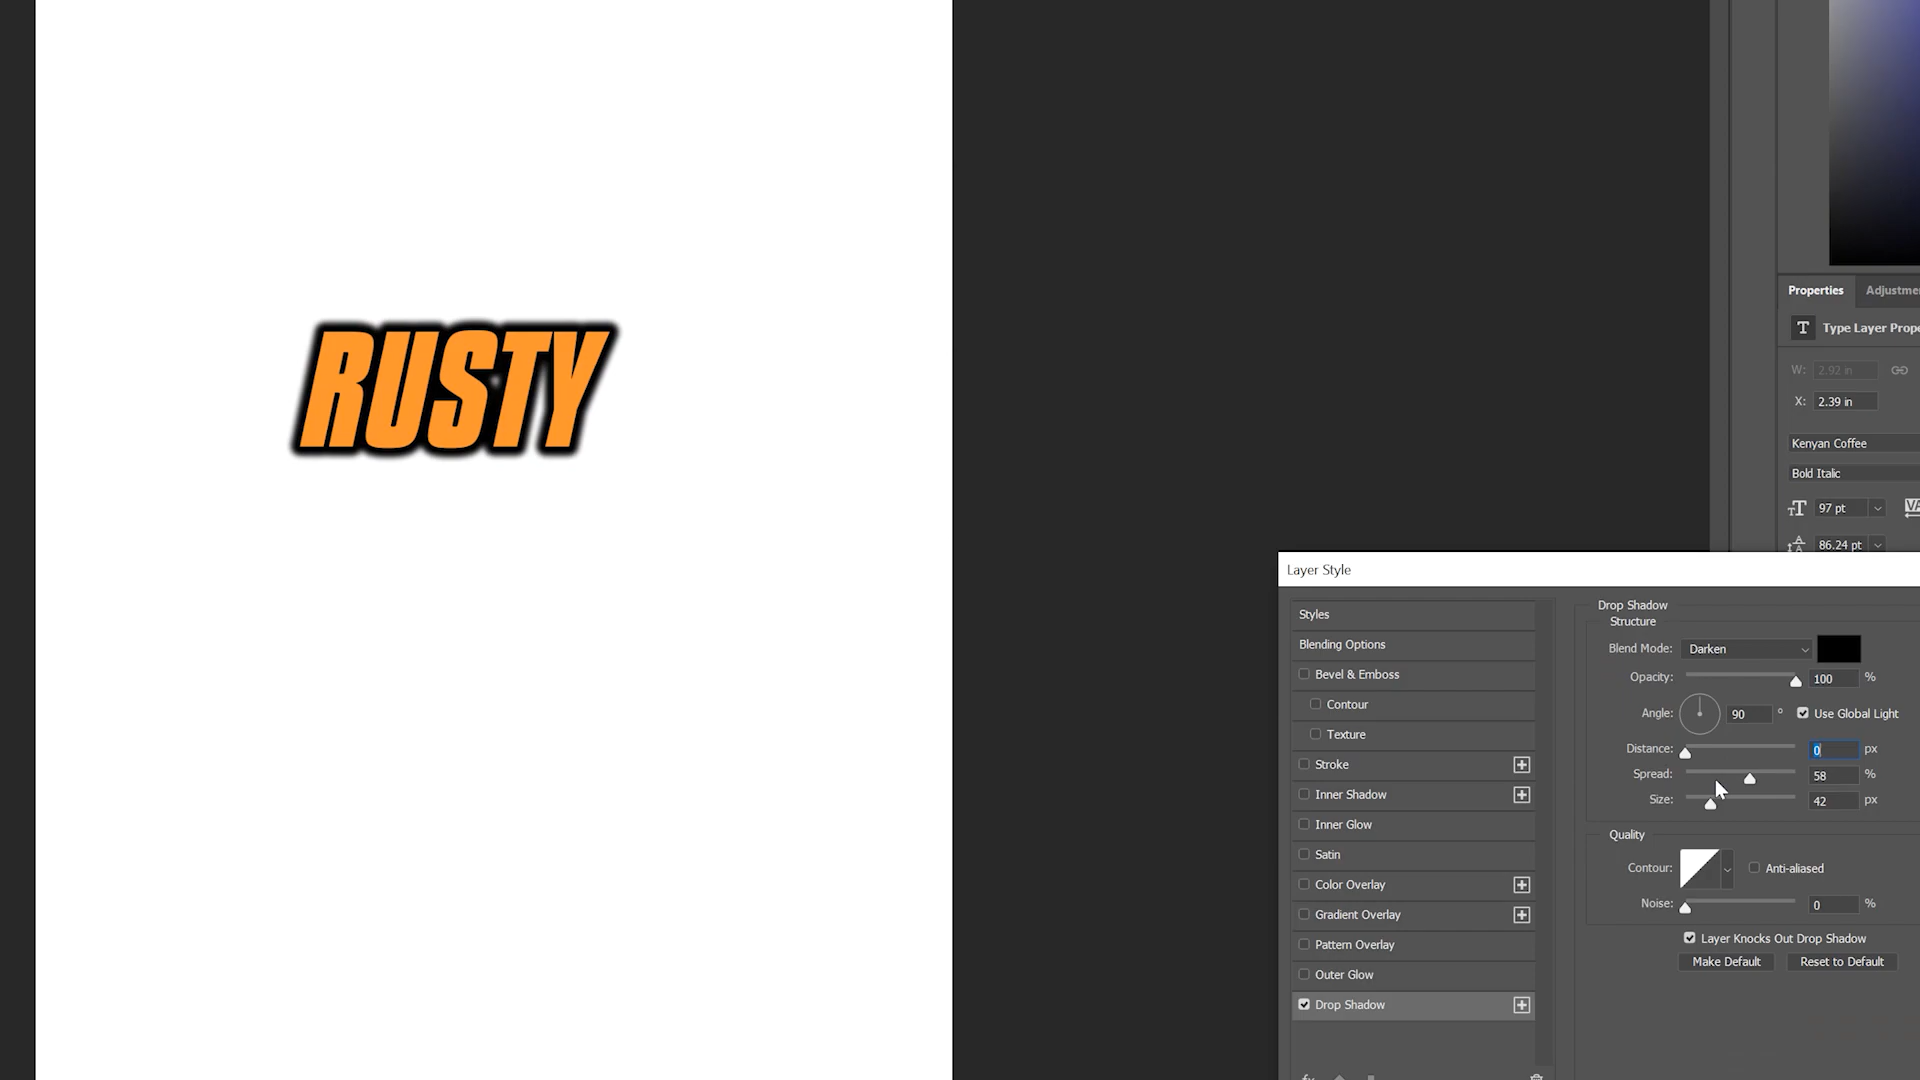 RUSTY
Properties
Adjustme
Type Layer Prope
W: 2.92 in
X: 2.39 in
Kenyan Coffee
Bold Italic
97 pt
86.24 pt
Layer Style
Styles
Blending Options
Bevel & Emboss
Contour
Texture
Stroke
Inner Shadow
Inner Glow
Satin
Color Overlay
Gradient Overlay
Pattern Overlay
Outer Glow
Drop Shadow
Drop Shadow
Structure
Blend Mode: Darken
Opacity: 100 %
Angle: 90 ° Use Global Light
Distance: 0 px
Spread: 58 %
Size: 42 px
Quality
Contour: Anti-aliased
Noise: 0 %
Layer Knocks Out Drop Shadow
Make Default Reset to Default